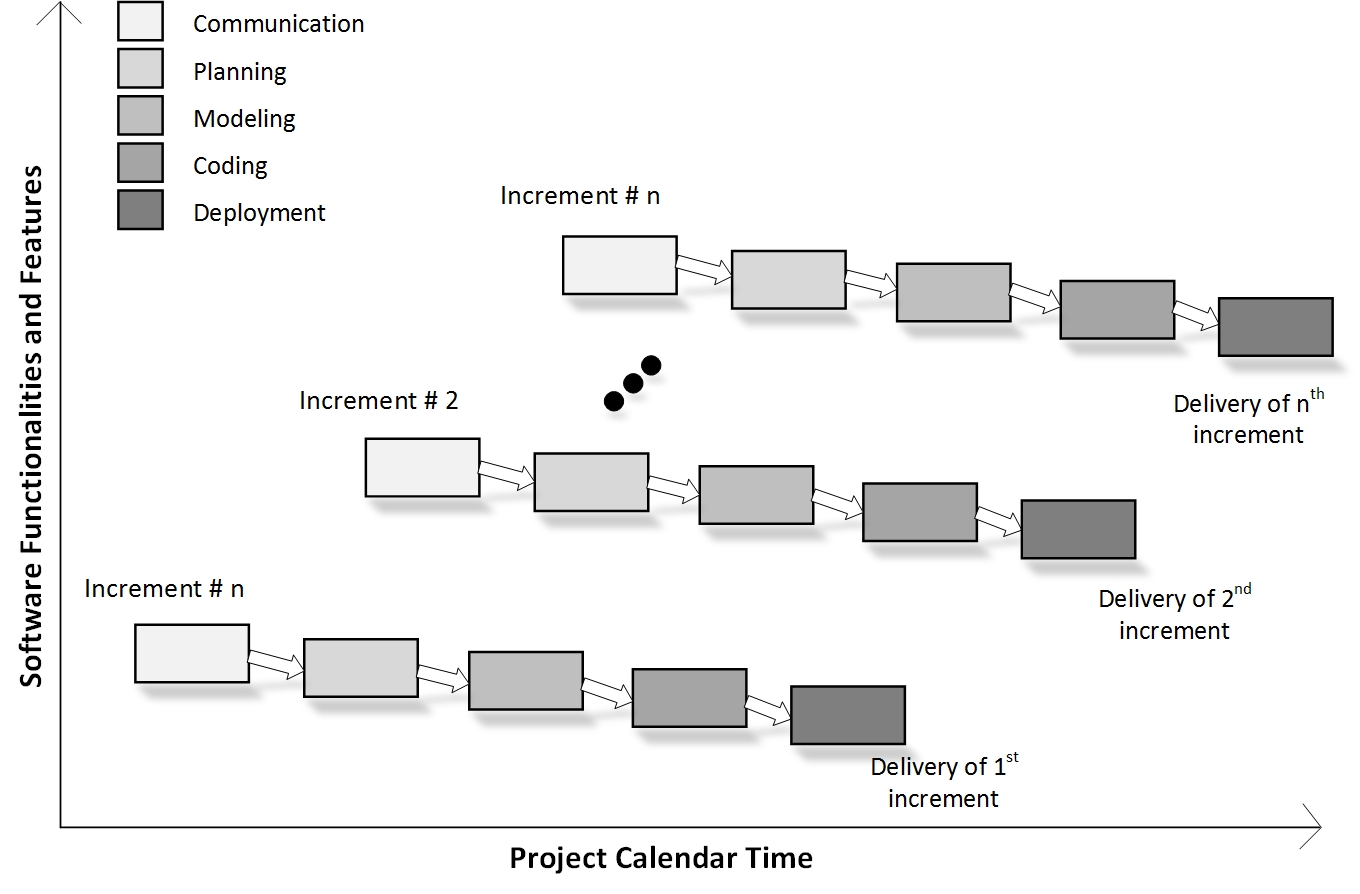 Communication
Planning
Modeling
Coding
Deployment
Increment # n
Delivery of nth
increment
Increment # 2
Delivery of 2nd
increment
Increment # n
Delivery of 1st
increment
Software Functionalities and Features
Project Calendar Time